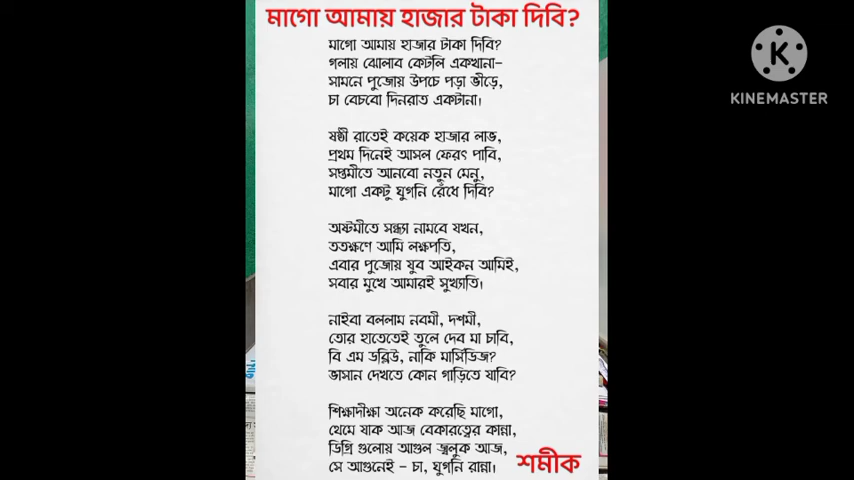 মাগো আমায় হাজার টাকা দিবি?
মাগো আমায় হাজার টাকা দিবি?
গলায় ঝোলাব কেটলি একখানা-
সামনে পুজোয় উপচে পড়া ভীড়ে,
চা বেচবো দিনরাত একটানা।
ষষ্ঠী রাতেই কয়েক হাজার লাভ,
প্রথম দিনেই আসল ফেরৎ পাবি,
সপ্তমীতে আনবো নতুন মেনু,
মাগো একটু ঘুগনি রেঁধে দিবি?
অষ্টমীতে সন্ধ্যা নামবে যখন,
ততক্ষণে আমি লক্ষপতি,
এবার পুজোয় যুব আইকন আমিই,
সবার মুখে আমারই সুখ্যাতি।
নাইবা বললাম নবমী, দশমী,
তোর হাতেতেই তুলে দেব মা চাবি,
বি এম ডব্লিউ, নাকি মার্সিডিজ?
ভাসান দেখতে কোন গাড়িতে যাবি?
শিক্ষাদীক্ষা অনেক করেছি মাগো,
থেমে যাক আজ বেকারত্বের কান্না,
ডিগ্রি গুলোয় আগুন জ্বলুক আজ,
সে আগুনেই - চা, ঘুগনি রান্না।
শমীক
KINEMASTER